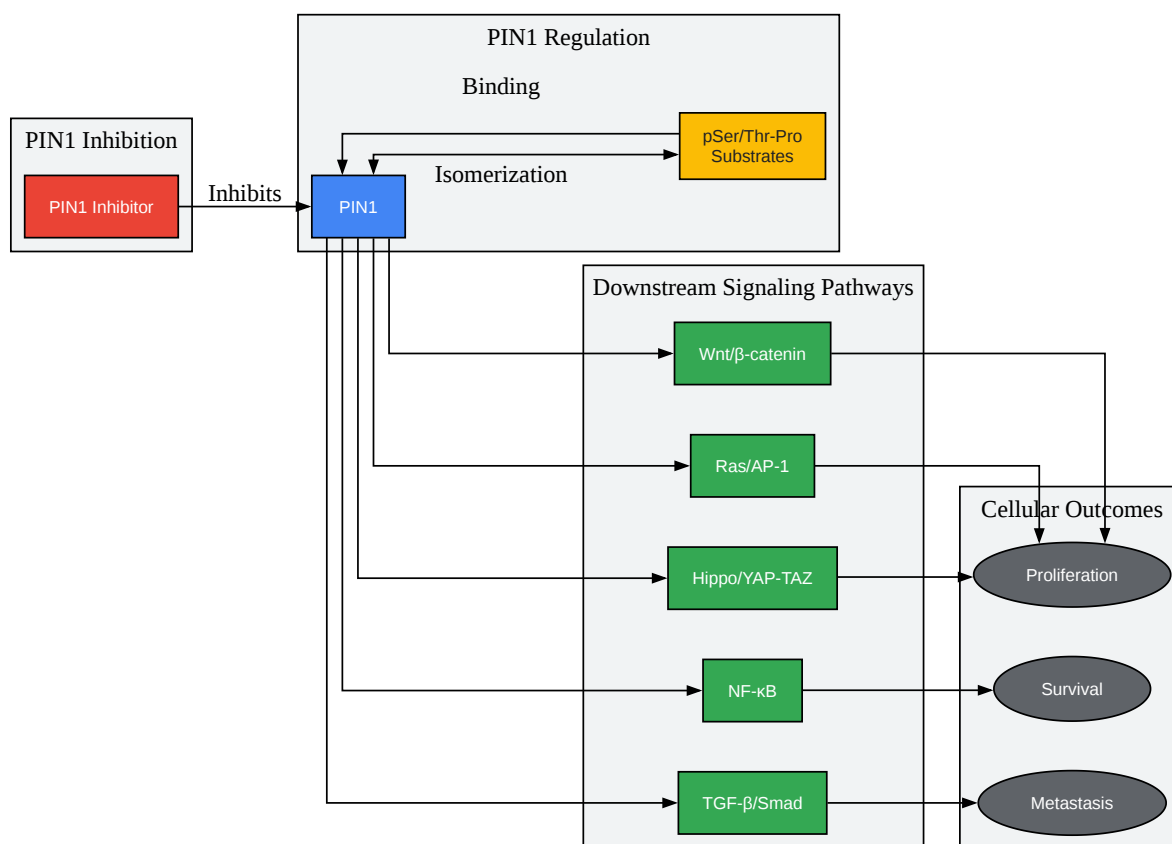 PIN1 Regulation
Binding
PIN1 Inhibition
pSer/Thr-Pro
Substrates
Isomerization
PIN1 Inhibitor
Inhibits
PIN1
Downstream Signaling Pathways
Wnt/β-catenin
Ras/AP-1
Cellular Outcomes
Hippo/YAP-TAZ
Proliferation
NF-κB
Survival
TGF-β/Smad
Metastasis